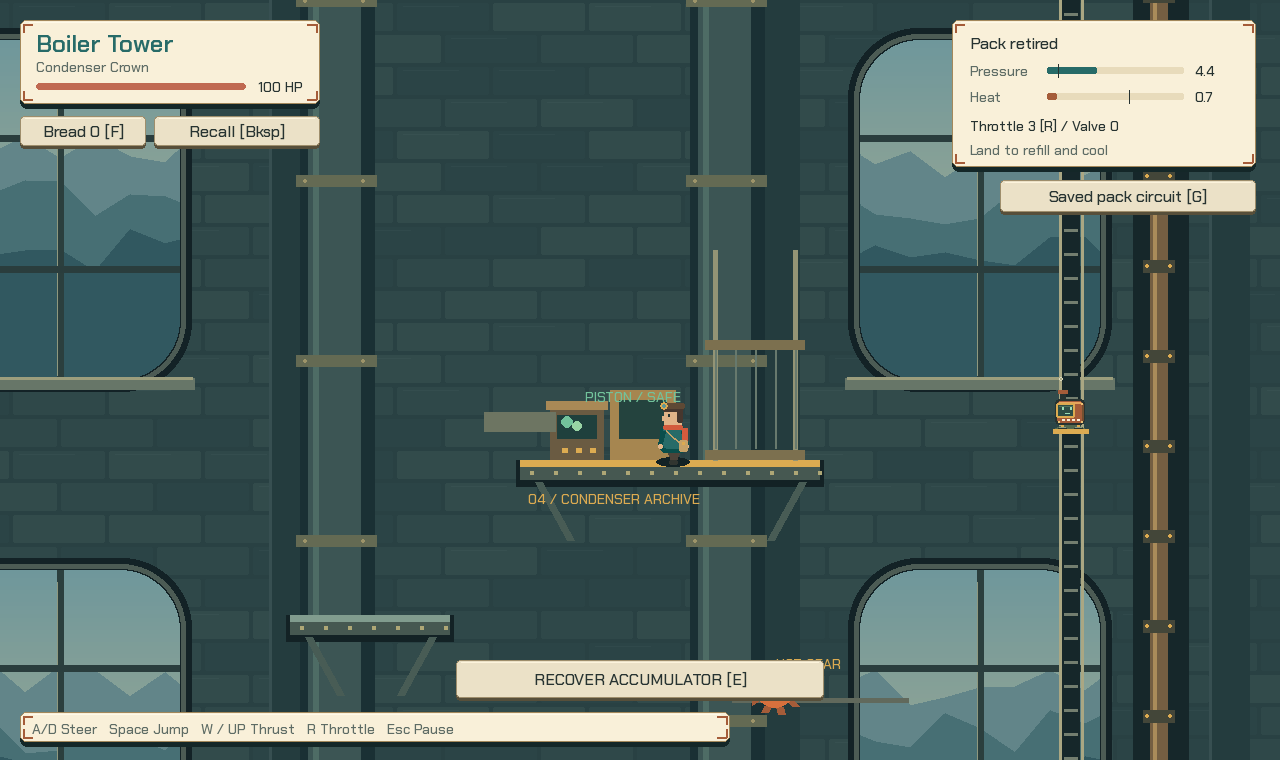 Boiler Tower
Condenser Crown
100 HP
Bread 0 [F]
Recall [Bksp]
Pack retired
Pressure 4.4
Heat 0.7
Throttle 3 [R] / Valve 0
Land to refill and cool
Saved pack circuit [G]
PISTON / SAFE
04 / CONDENSER ARCHIVE
RECOVER ACCUMULATOR [E]
A/D Steer Space Jump W / UP Thrust R Throttle Esc Pause